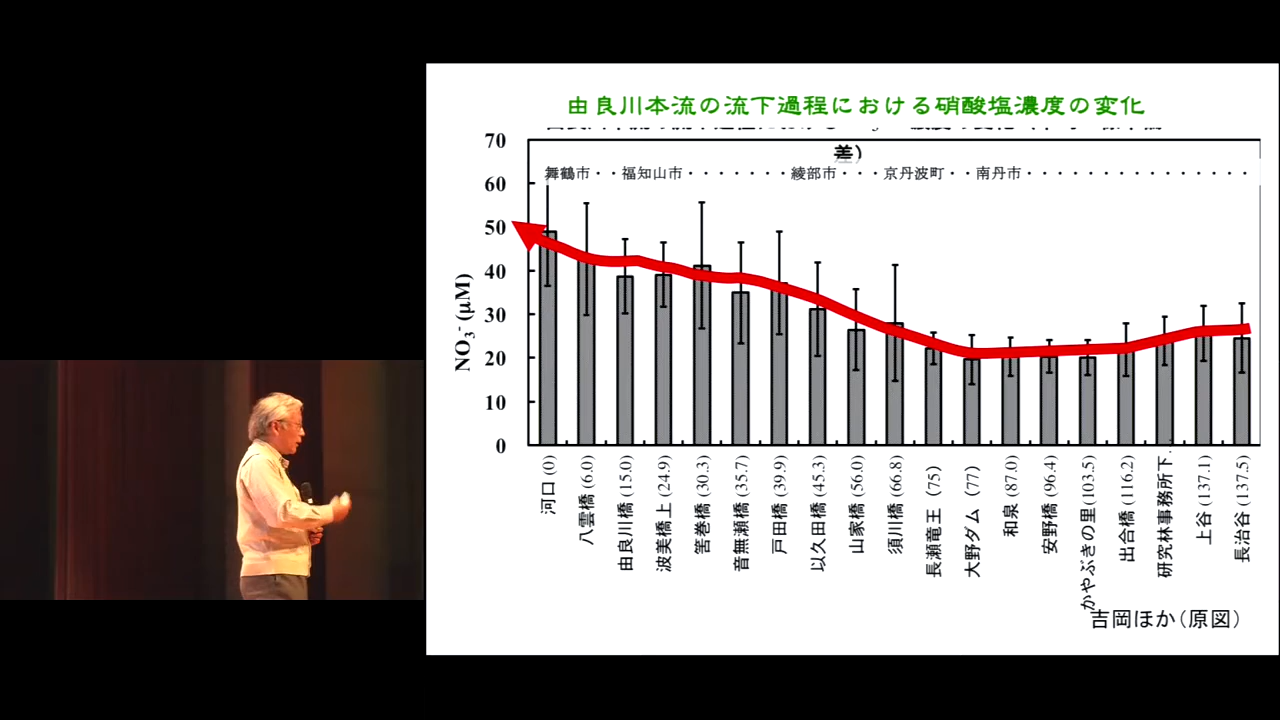 由良川本流の流下過程における硝酸塩濃度の変化
差)
舞鶴市・・福知山市・・・・・・・綾部市・・・京丹波町・・南丹市・・・・・・・・・・・・・・・
70
60
50
40
30
20
10
0
NO3- (µM)
河口 (0)
八雲橋 (6.0)
由良川橋 (15.0)
波美橋上 (24.9)
筈巻橋 (30.3)
音無瀬橋 (35.7)
戸田橋 (39.9)
以久田橋 (45.3)
山家橋 (56.0)
須川橋 (66.8)
長瀬竜王 (75)
大野ダム (77)
和泉 (87.0)
安野橋 (96.4)
かやぶきの里 (103.5)
出合橋 (116.2)
研究林事務所下.
上谷 (137.1)
長治谷 (137.5)
吉岡ほか（原図）